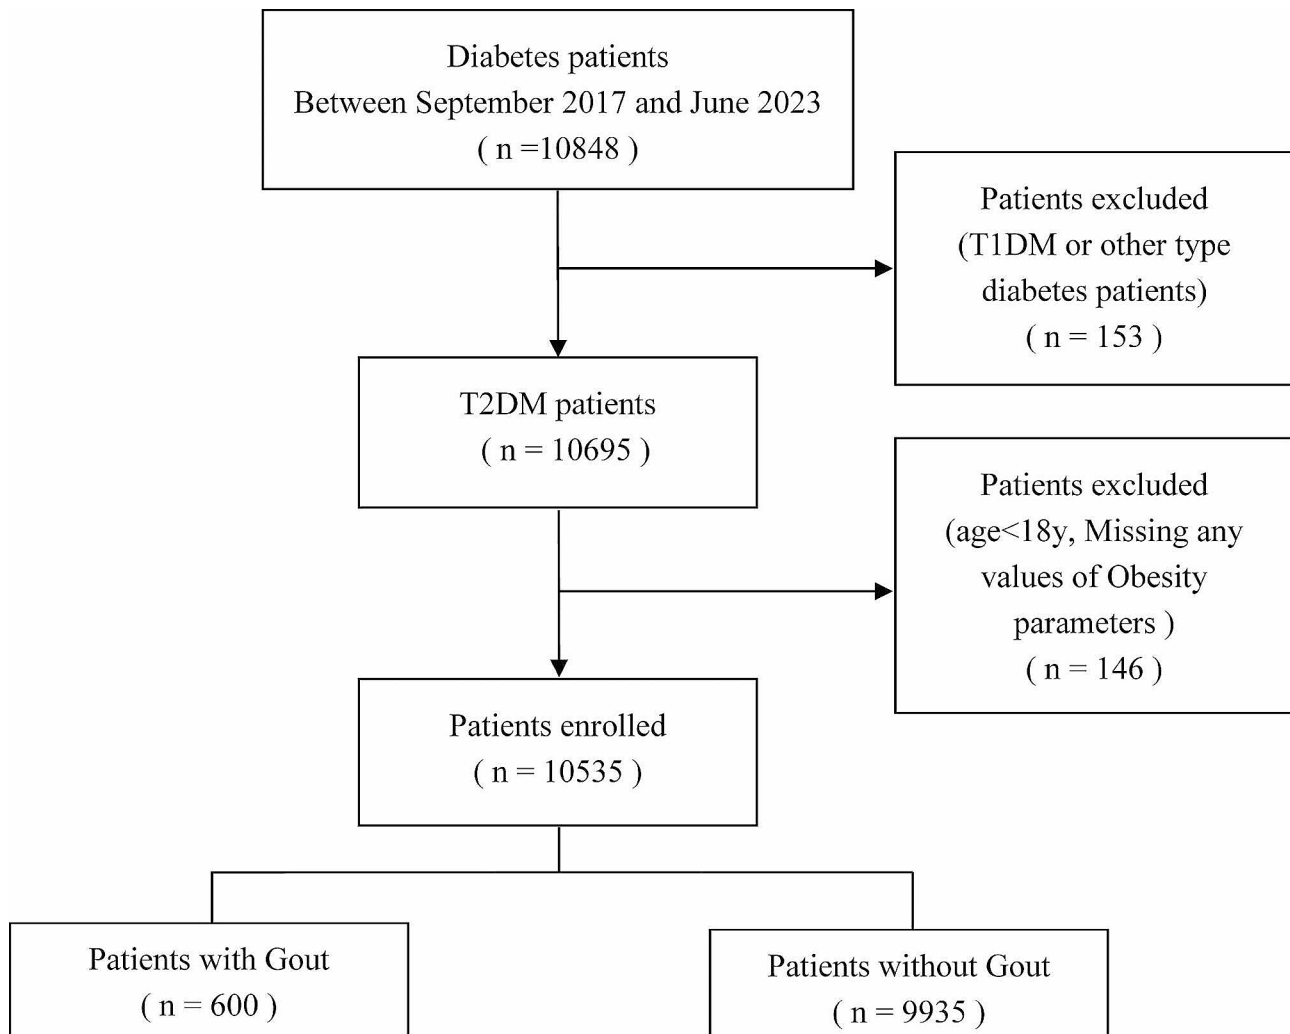 Diabetes patients
Between September 2017 and June 2023
( n =10848 )
Patients excluded
(T1DM or other type
diabetes patients)
( n = 153 )
T2DM patients
( n = 10695 )
Patients excluded
(age<18y, Missing any
values of Obesity
parameters )
( n = 146 )
Patients enrolled
( n = 10535 )
Patients with Gout
( n = 600 )
Patients without Gout
( n = 9935 )